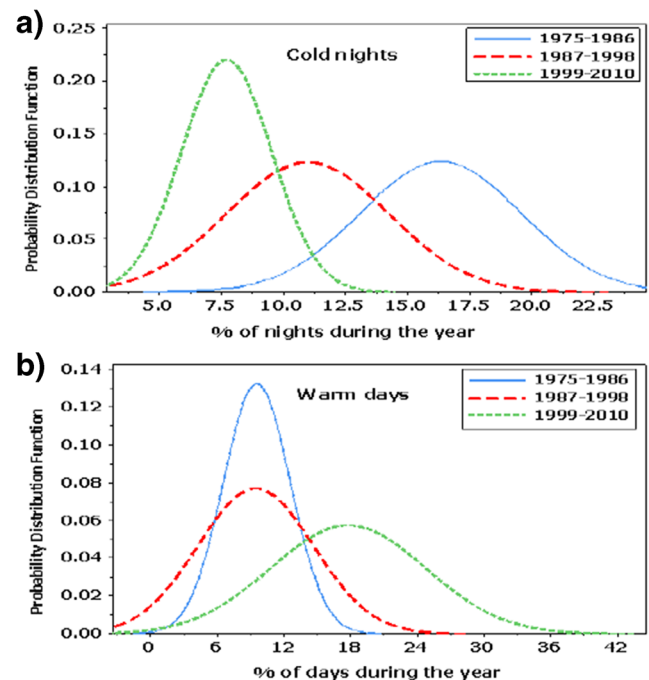 a)
Cold nights
1975-1986
1987-1998
1999-2010
Probability Distribution Function
0.25
0.20
0.15
0.10
0.05
0.00
5.0 7.5 10.0 12.5 15.0 17.5 20.0 22.5
% of nights during the year
b)
Warm days
1975-1986
1987-1998
1999-2010
Probability Distribution Function
0.14
0.12
0.10
0.08
0.06
0.04
0.02
0.00
0 6 12 18 24 30 36 42
% of days during the year